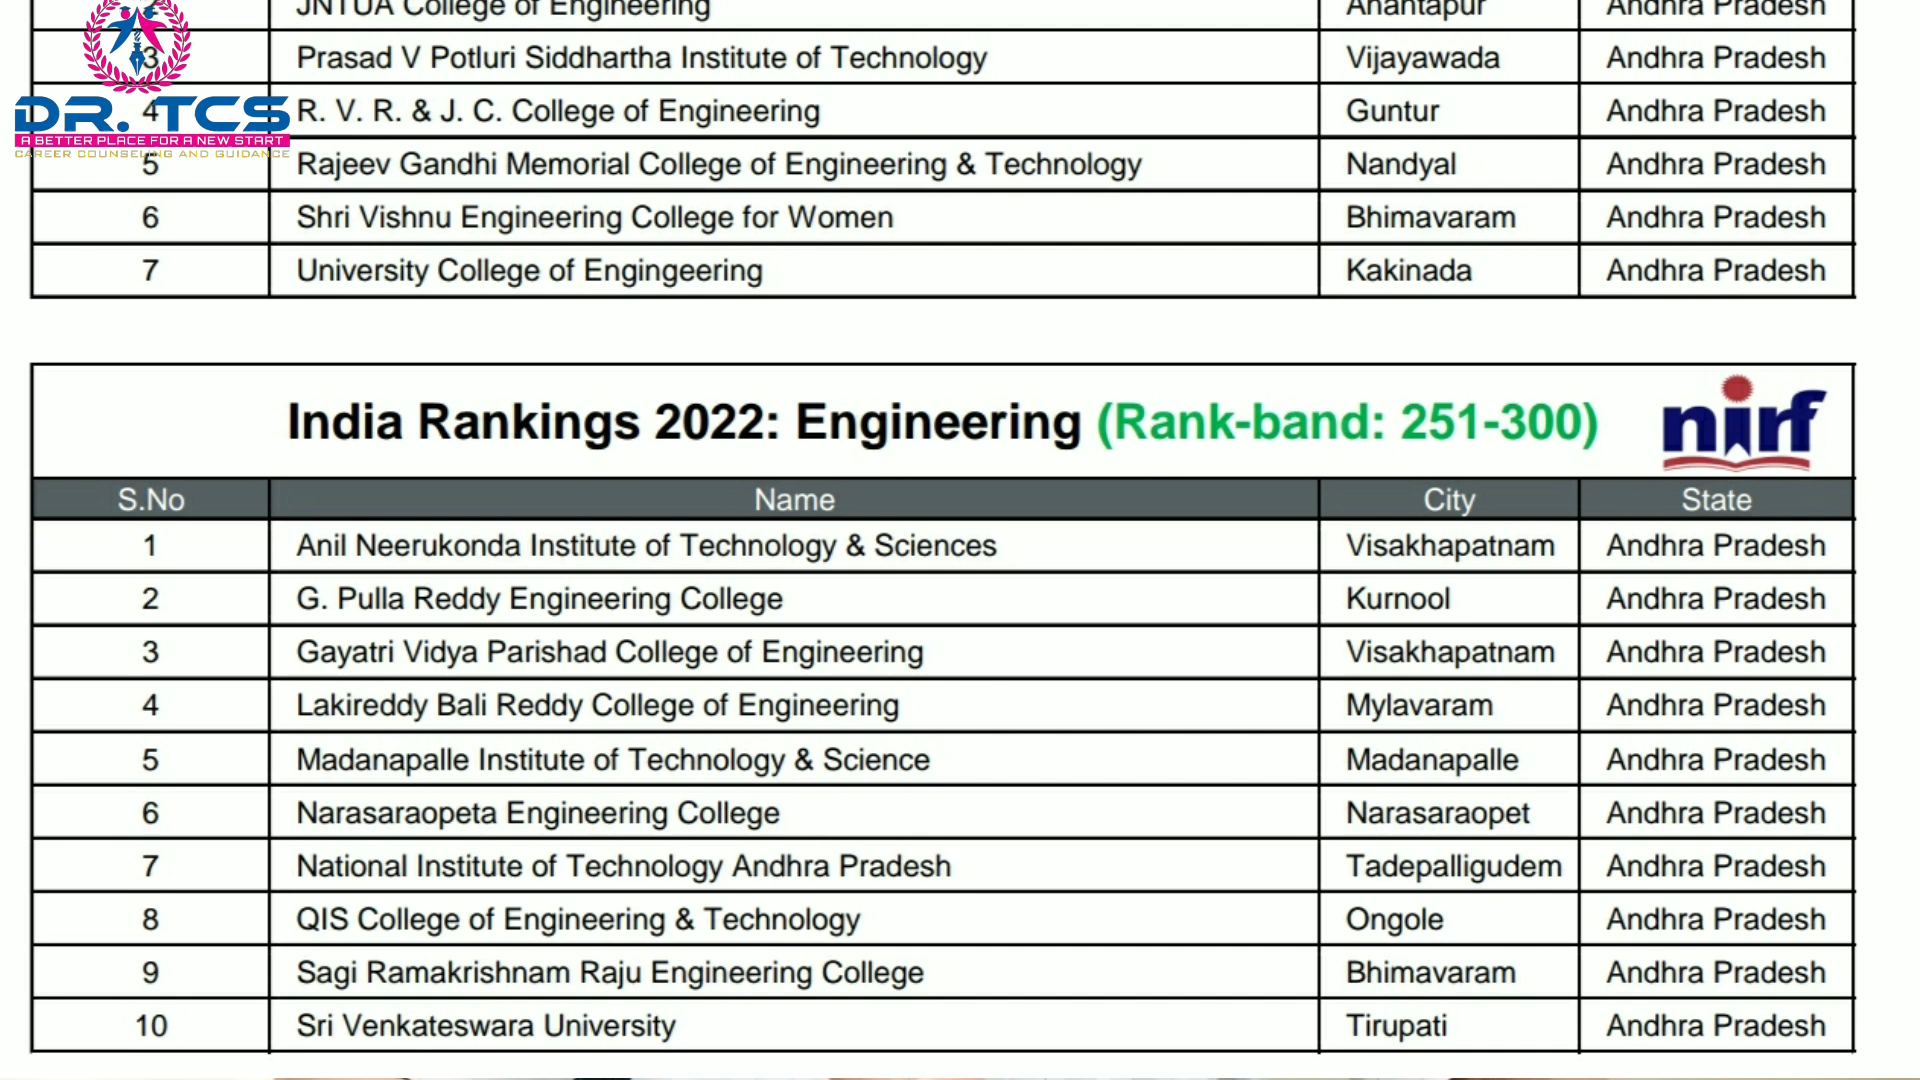 JNTUA College of Engineering Anantapur Andhra Pradesh
3 Prasad V Potluri Siddhartha Institute of Technology Vijayawada Andhra Pradesh
DR. TCS
A BETTER PLACE FOR A NEW START
CAREER COUNSELING AND GUIDANCE
4 R. V. R. & J. C. College of Engineering Guntur Andhra Pradesh
5 Rajeev Gandhi Memorial College of Engineering & Technology Nandyal Andhra Pradesh
6 Shri Vishnu Engineering College for Women Bhimavaram Andhra Pradesh
7 University College of Engingeering Kakinada Andhra Pradesh
India Rankings 2022: Engineering (Rank-band: 251-300) nirf
S.No Name City State
1 Anil Neerukonda Institute of Technology & Sciences Visakhapatnam Andhra Pradesh
2 G. Pulla Reddy Engineering College Kurnool Andhra Pradesh
3 Gayatri Vidya Parishad College of Engineering Visakhapatnam Andhra Pradesh
4 Lakireddy Bali Reddy College of Engineering Mylavaram Andhra Pradesh
5 Madanapalle Institute of Technology & Science Madanapalle Andhra Pradesh
6 Narasaraopeta Engineering College Narasaraopet Andhra Pradesh
7 National Institute of Technology Andhra Pradesh Tadepalligudem Andhra Pradesh
8 QIS College of Engineering & Technology Ongole Andhra Pradesh
9 Sagi Ramakrishnam Raju Engineering College Bhimavaram Andhra Pradesh
10 Sri Venkateswara University Tirupati Andhra Pradesh